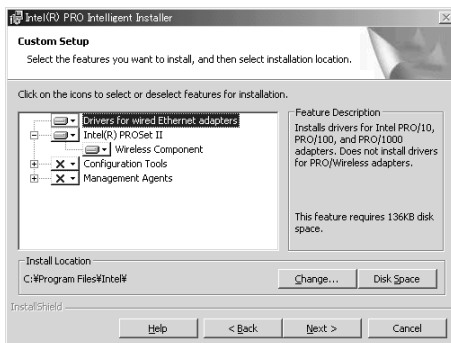 Intel(R) PRO Intelligent Installer
Custom Setup
Select the features you want to install, and then select installation location.
Click on the icons to select or deselect features for installation.
Drivers for wired Ethernet adapters
Intel(R) PROSet II
Wireless Component
Configuration Tools
Management Agents
Feature Description
Installs drivers for Intel PRO/10,
PRO/100, and PRO/1000
adapters. Does not install drivers
for PRO/Wireless adapters.
This feature requires 136KB disk
space.
Install Location
C:¥Program Files¥Intel¥
Change...
Disk Space
InstallShield
Help
< Back
Next >
Cancel